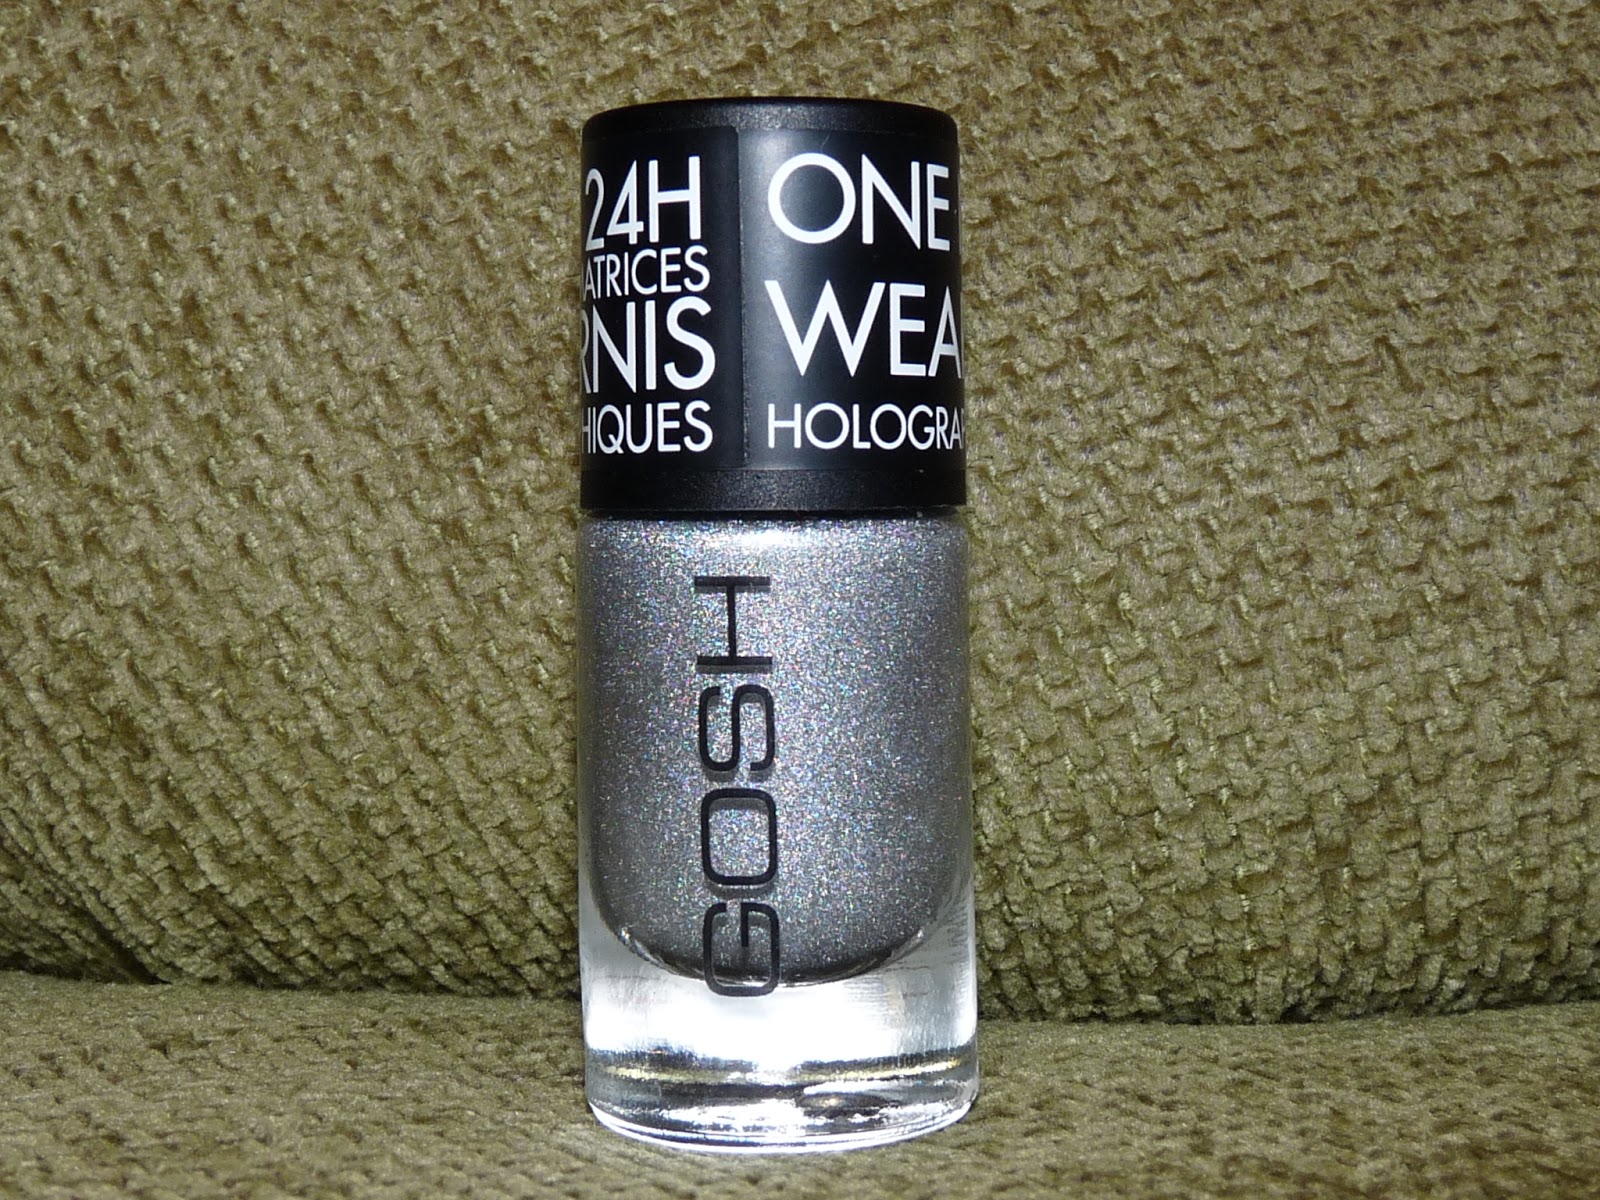 24H
ATRICES
RNIS
HIQUES
ONE
WEA
HOLOGRA
GOSH